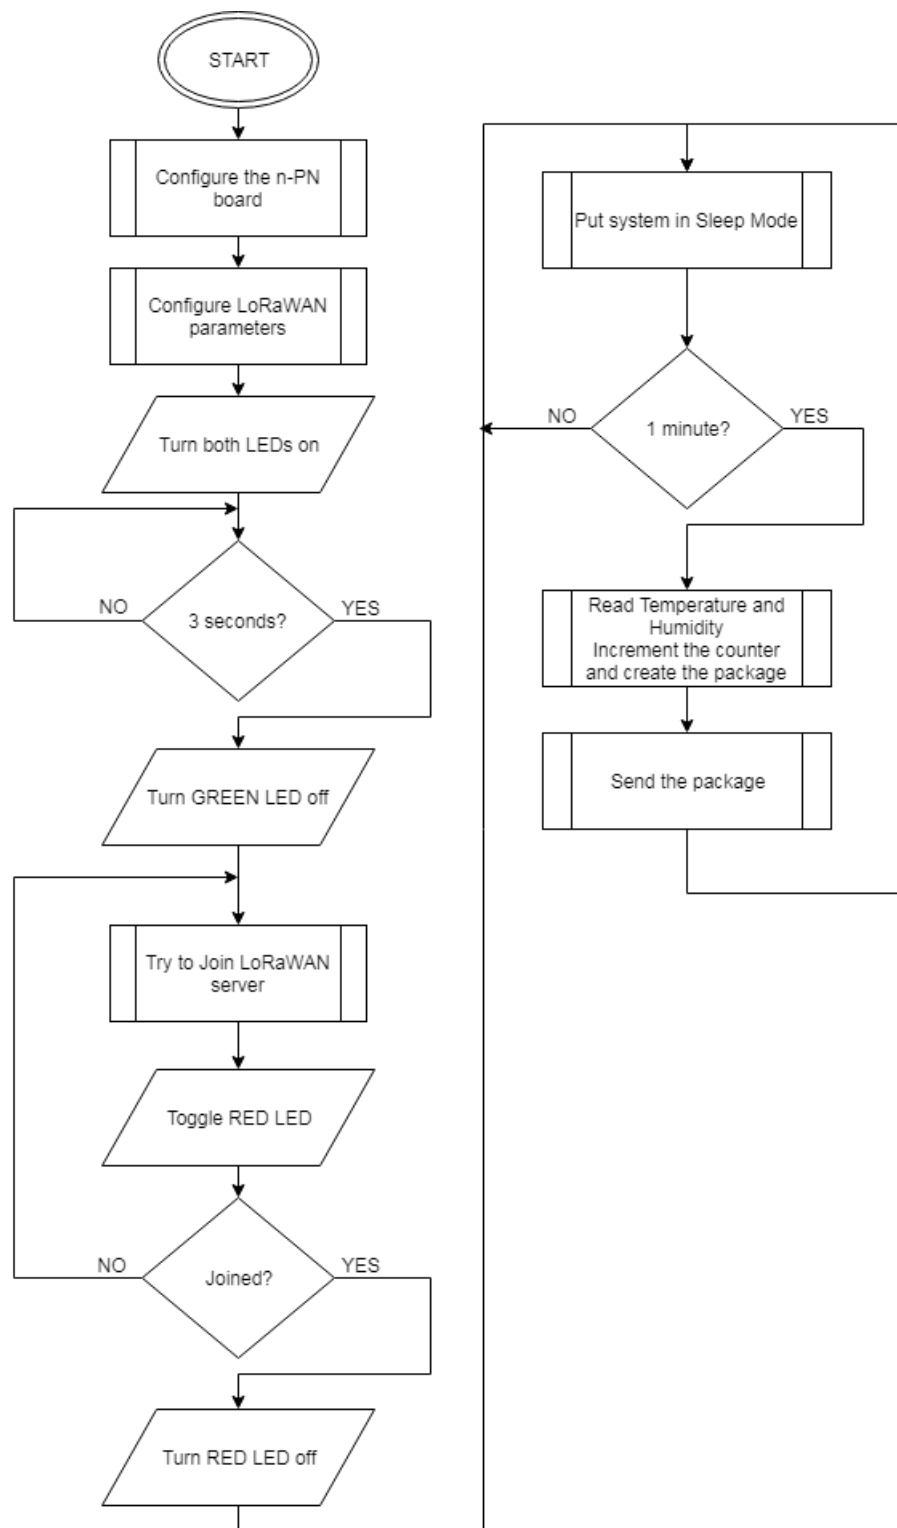 START
Configure the n-PN
board
Configure LoRaWAN
parameters
Turn both LEDs on
NO
3 seconds?
YES
Turn GREEN LED off
Try to Join LoRaWAN
server
Toggle RED LED
NO
Joined?
YES
Turn RED LED off
Put system in Sleep Mode
NO
1 minute?
YES
Read Temperature and
Humidity
Increment the counter
and create the package
Send the package